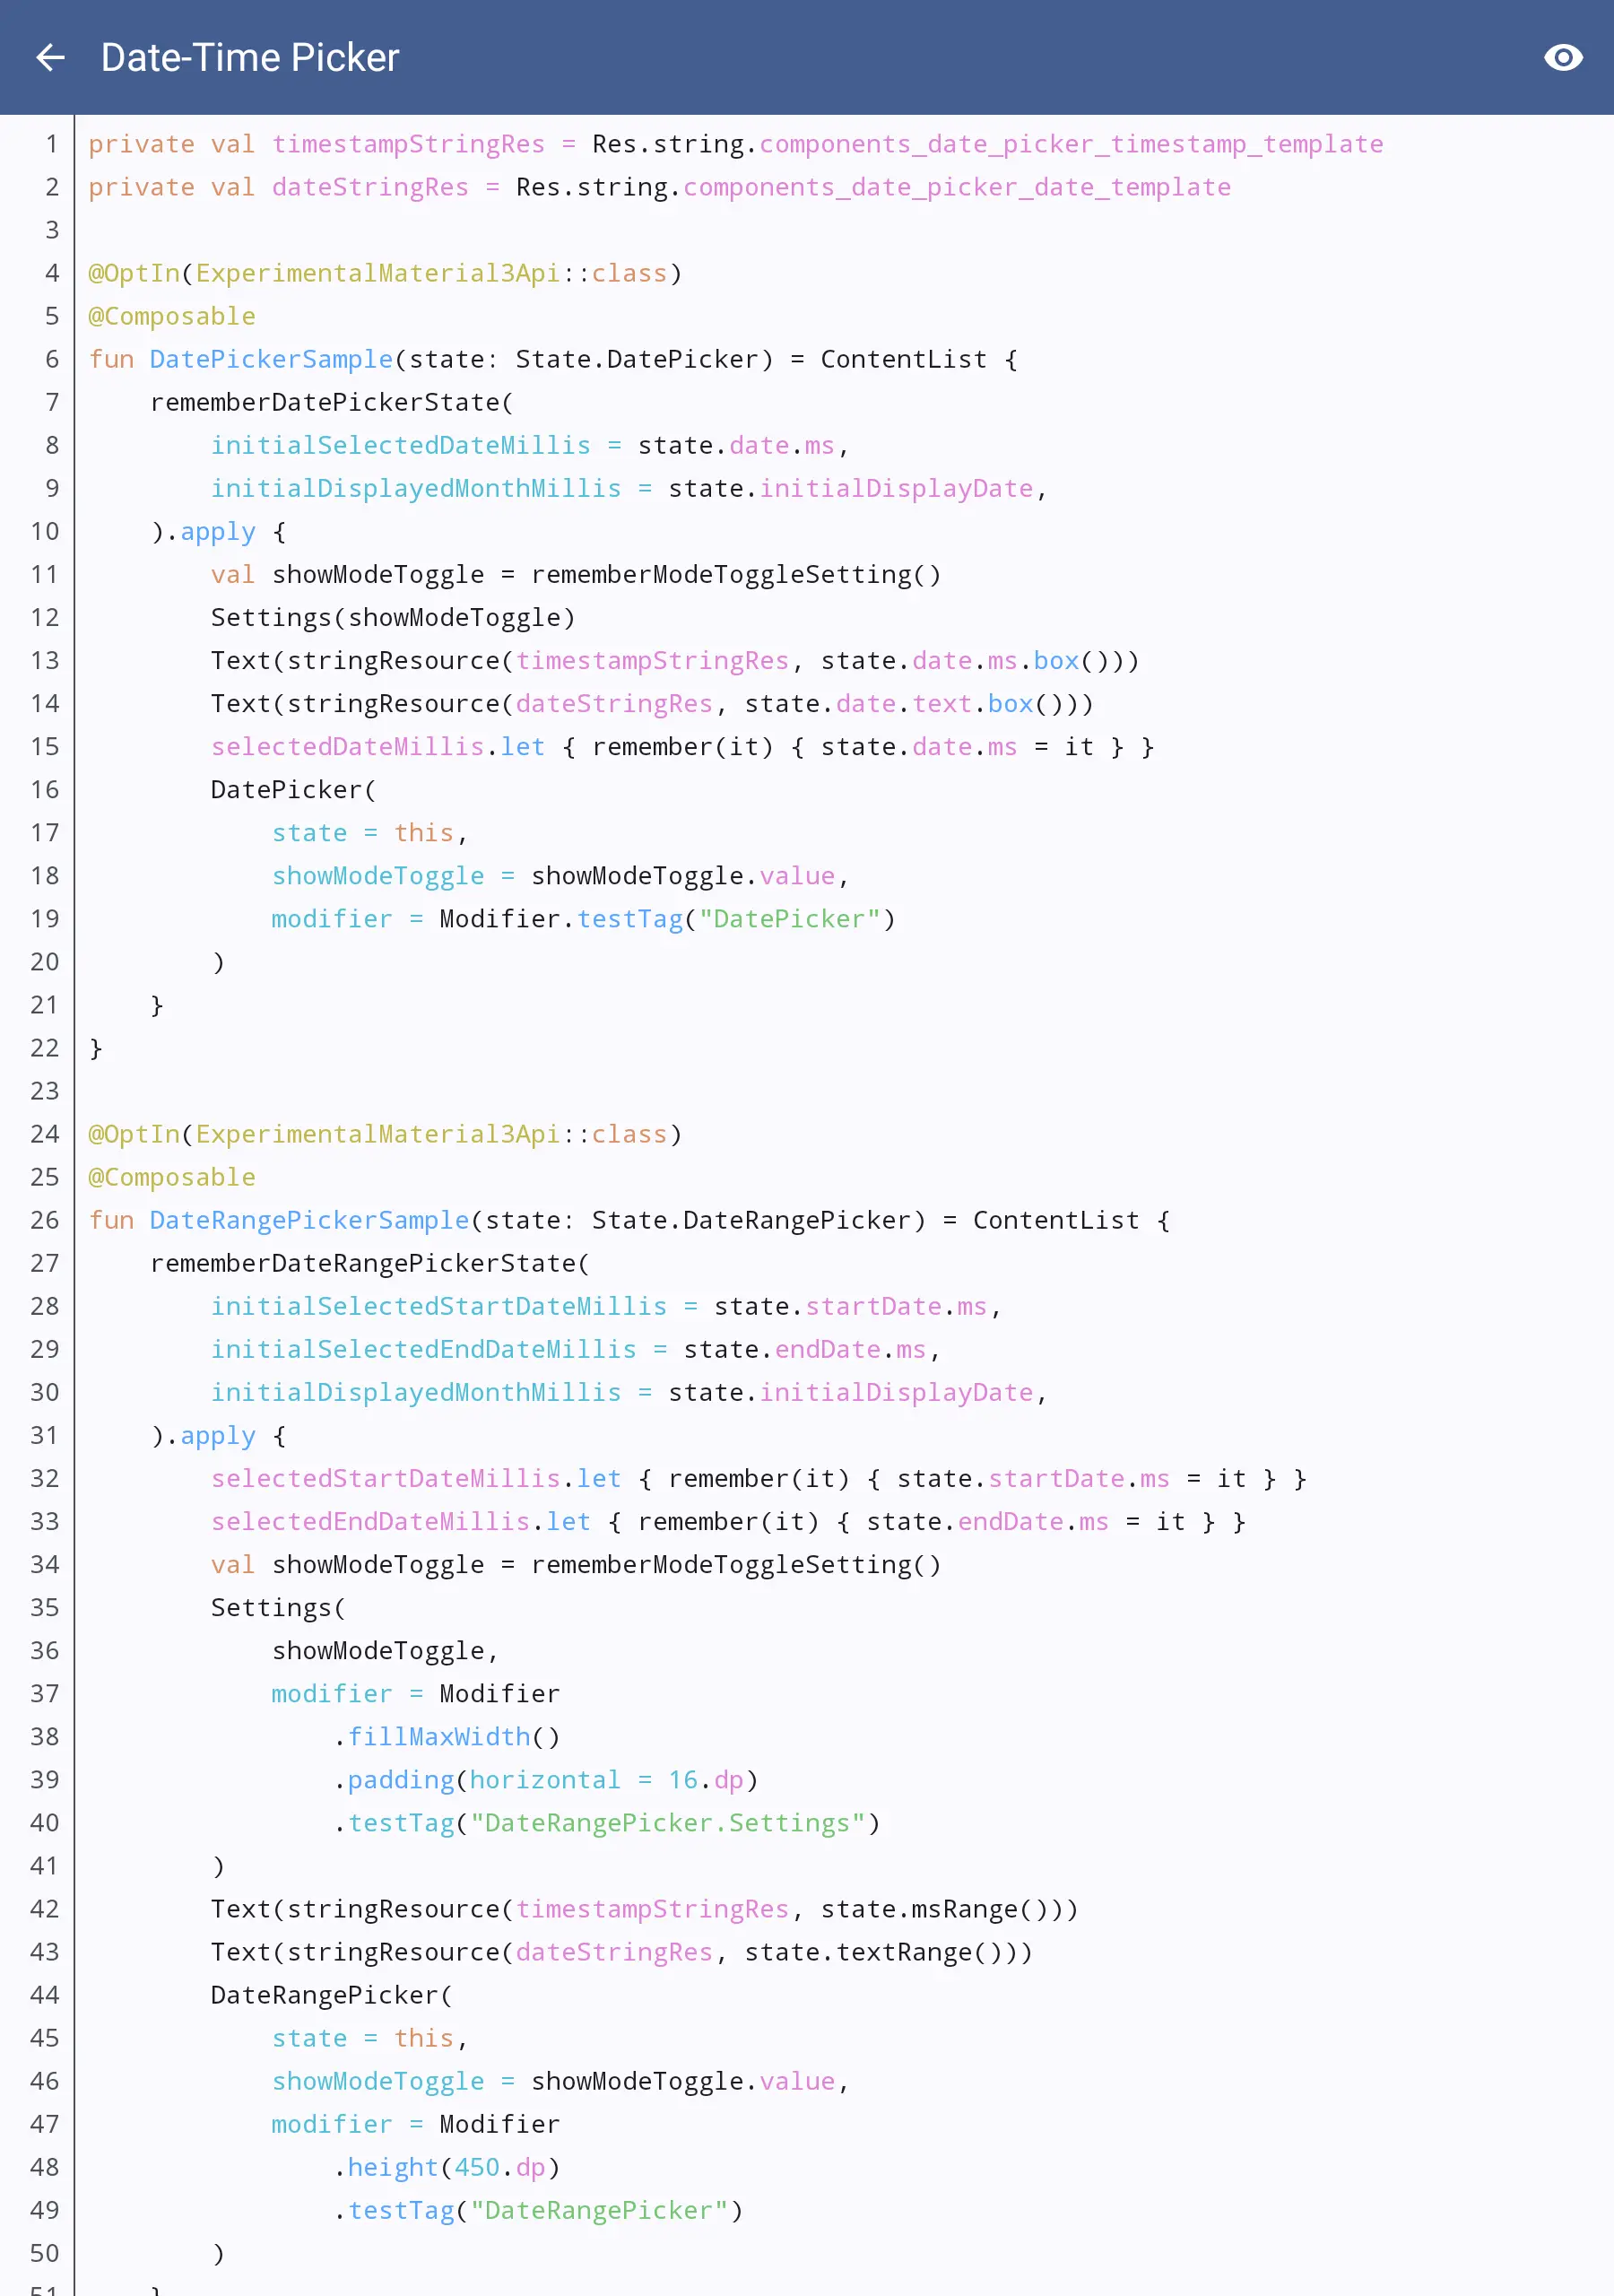 Date-Time Picker
1 private val timestampStringRes = Res.string.components_date_picker_timestamp_template
2 private val dateStringRes = Res.string.components_date_picker_date_template
3
4 @OptIn(ExperimentalMaterial3Api::class)
5 @Composable
6 fun DatePickerSample(state: State.DatePicker) = ContentList {
7     rememberDatePickerState(
8         initialSelectedDateMillis = state.date.ms,
9         initialDisplayedMonthMillis = state.initialDisplayDate,
10     ).apply {
11         val showModeToggle = rememberModeToggleSetting()
12         Settings(showModeToggle)
13         Text(stringResource(timestampStringRes, state.date.ms.box()))
14         Text(stringResource(dateStringRes, state.date.text.box()))
15         selectedDateMillis.let { remember(it) { state.date.ms = it } }
16         DatePicker(
17             state = this,
18             showModeToggle = showModeToggle.value,
19             modifier = Modifier.testTag("DatePicker")
20         )
21     }
22 }
23
24 @OptIn(ExperimentalMaterial3Api::class)
25 @Composable
26 fun DateRangePickerSample(state: State.DateRangePicker) = ContentList {
27     rememberDateRangePickerState(
28         initialSelectedStartDateMillis = state.startDate.ms,
29         initialSelectedEndDateMillis = state.endDate.ms,
30         initialDisplayedMonthMillis = state.initialDisplayDate,
31     ).apply {
32         selectedStartDateMillis.let { remember(it) { state.startDate.ms = it } }
33         selectedEndDateMillis.let { remember(it) { state.endDate.ms = it } }
34         val showModeToggle = rememberModeToggleSetting()
35         Settings(
36             showModeToggle,
37             modifier = Modifier
38                 .fillMaxWidth()
39                 .padding(horizontal = 16.dp)
40                 .testTag("DateRangePicker.Settings")
41         )
42         Text(stringResource(timestampStringRes, state.msRange()))
43         Text(stringResource(dateStringRes, state.textRange()))
44         DateRangePicker(
45             state = this,
46             showModeToggle = showModeToggle.value,
47             modifier = Modifier
48                 .height(450.dp)
49                 .testTag("DateRangePicker")
50         )
51     }